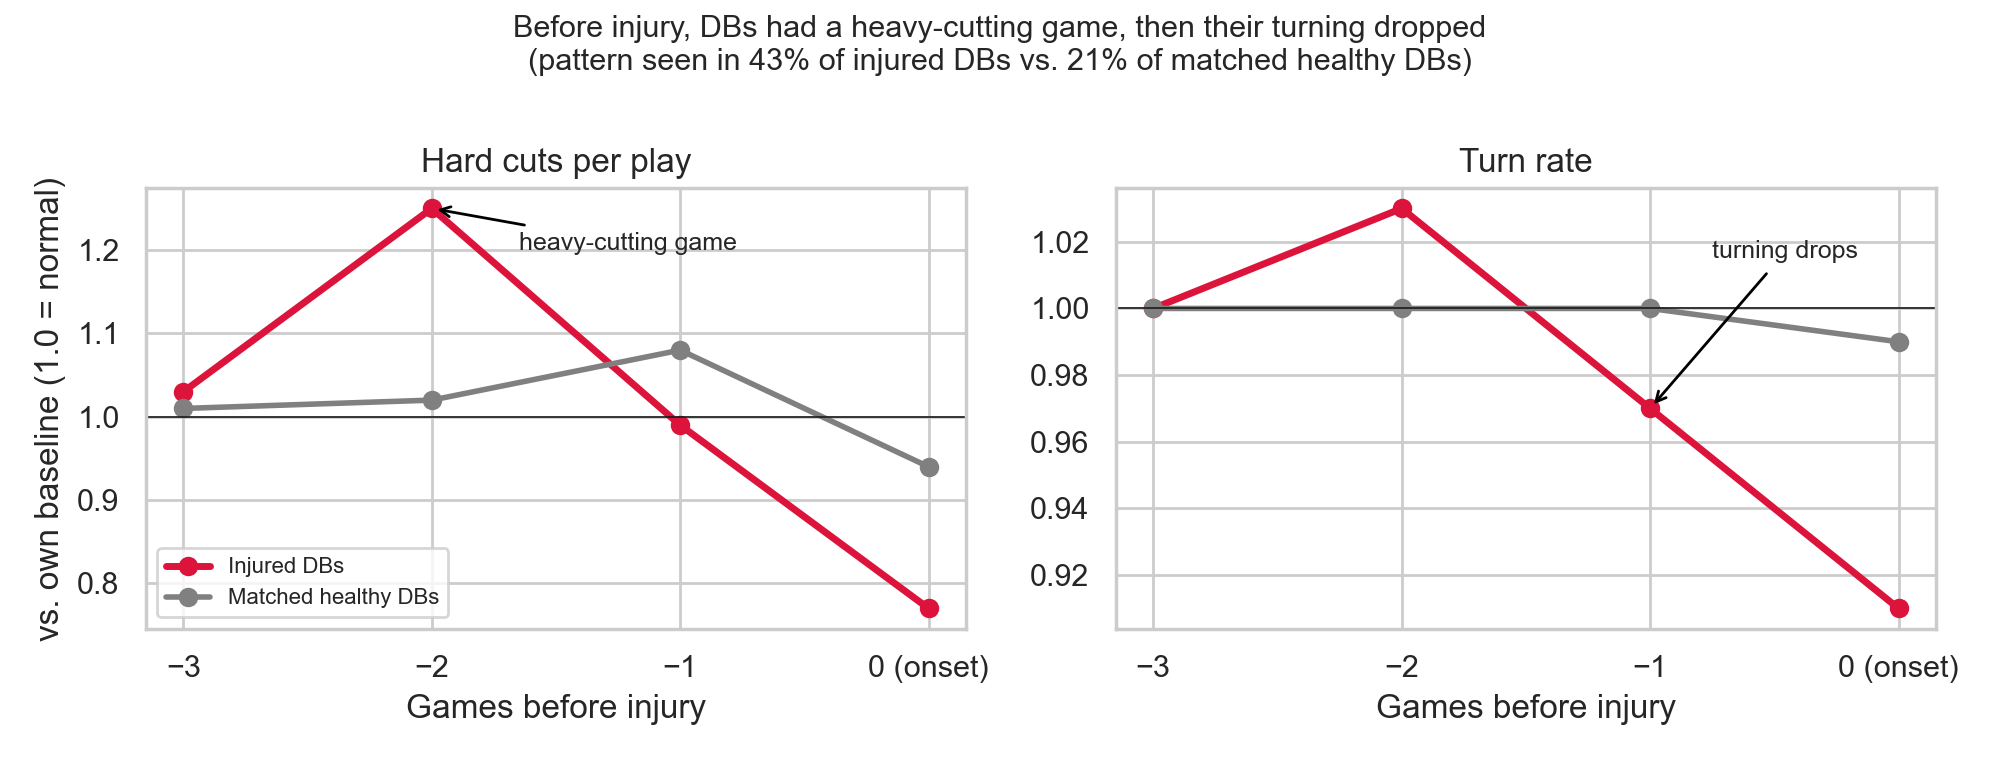 Before injury, DBs had a heavy-cutting game, then their turning dropped
(pattern seen in 43% of injured DBs vs. 21% of matched healthy DBs)
Hard cuts per play
vs. own baseline (1.0 = normal)
1.2
1.1
1.0
0.9
0.8
heavy-cutting game
Injured DBs
Matched healthy DBs
−3
−2
−1
0 (onset)
Games before injury
Turn rate
1.02
1.00
0.98
0.96
0.94
0.92
turning drops
−3
−2
−1
0 (onset)
Games before injury